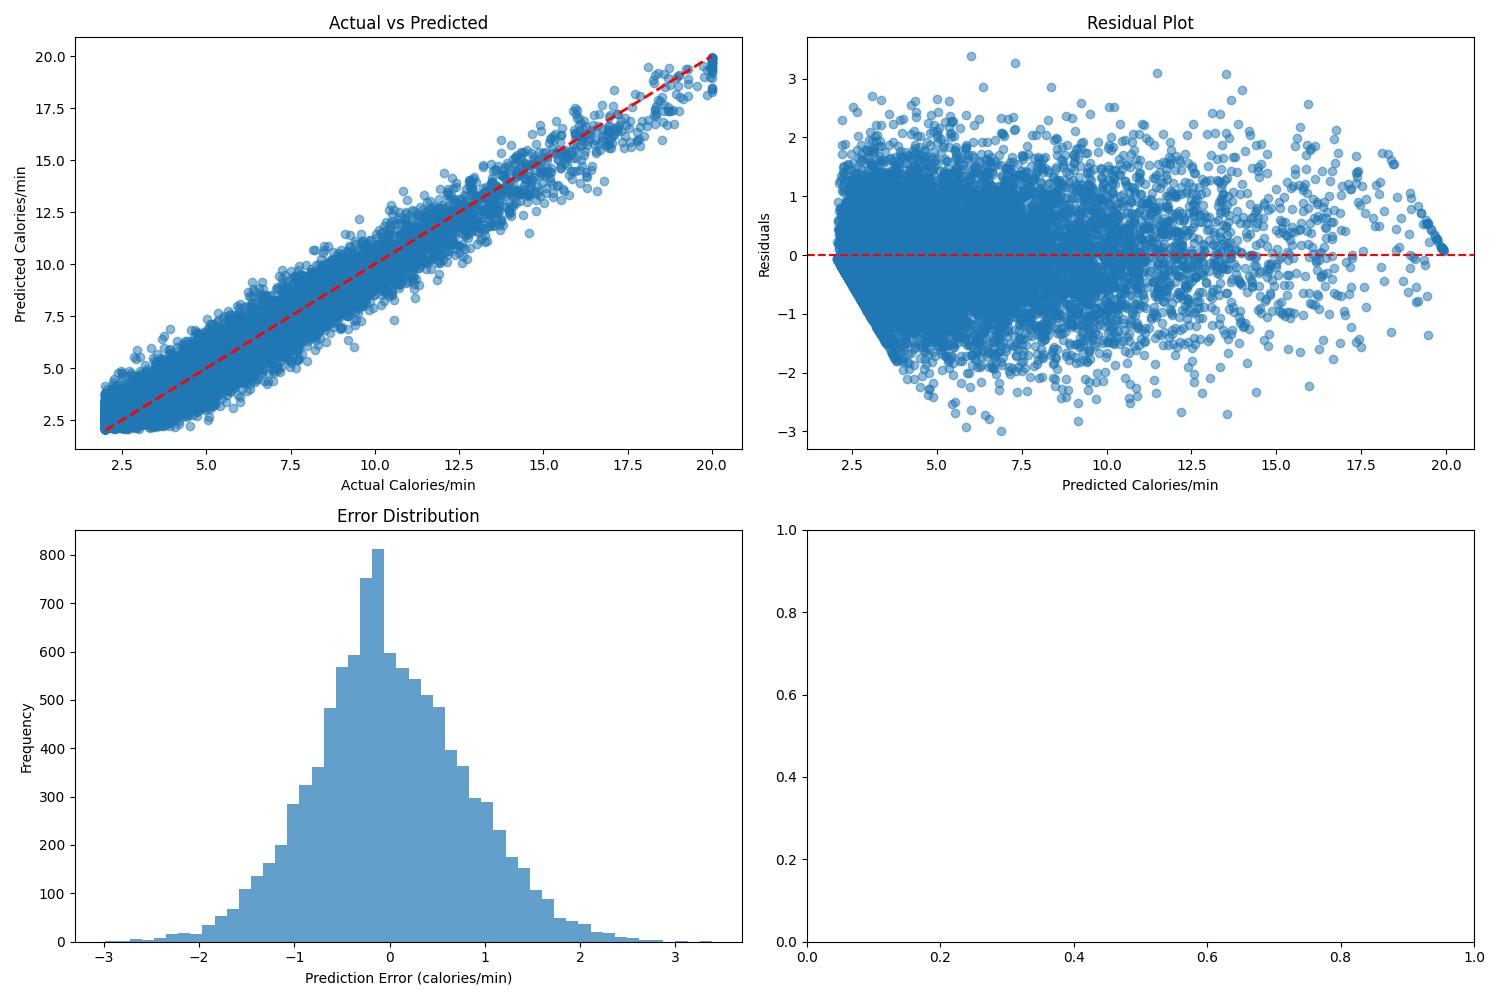 Actual vs Predicted
20.0
17.5
15.0
12.5
10.0
7.5
5.0
2.5
Predicted Calories/min
2.5 5.0 7.5 10.0 12.5 15.0 17.5 20.0
Actual Calories/min
Residual Plot
3
2
1
0
−1
−2
−3
Residuals
2.5 5.0 7.5 10.0 12.5 15.0 17.5 20.0
Predicted Calories/min
Error Distribution
800
700
600
500
400
300
200
100
0
Frequency
−3 −2 −1 0 1 2 3
Prediction Error (calories/min)
1.0
0.8
0.6
0.4
0.2
0.0
0.0 0.2 0.4 0.6 0.8 1.0